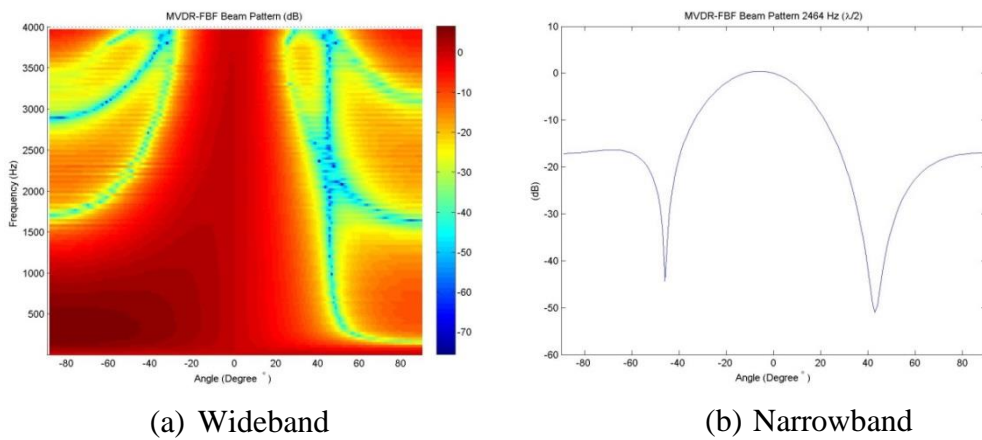 MVDR-FBF Beam Pattern (dB)
4000
3500
3000
2500
2000
1500
1000
500
Frequency (Hz)
-80 -60 -40 -20 0 20 40 60 80
Angle (Degree °)
0
-10
-20
-30
-40
-50
-60
-70
(a) Wideband
MVDR-FBF Beam Pattern 2464 Hz (λ/2)
10
0
-10
-20
-30
-40
-50
-60
(dB)
-80 -60 -40 -20 0 20 40 60 80
Angle (Degree °)
(b) Narrowband